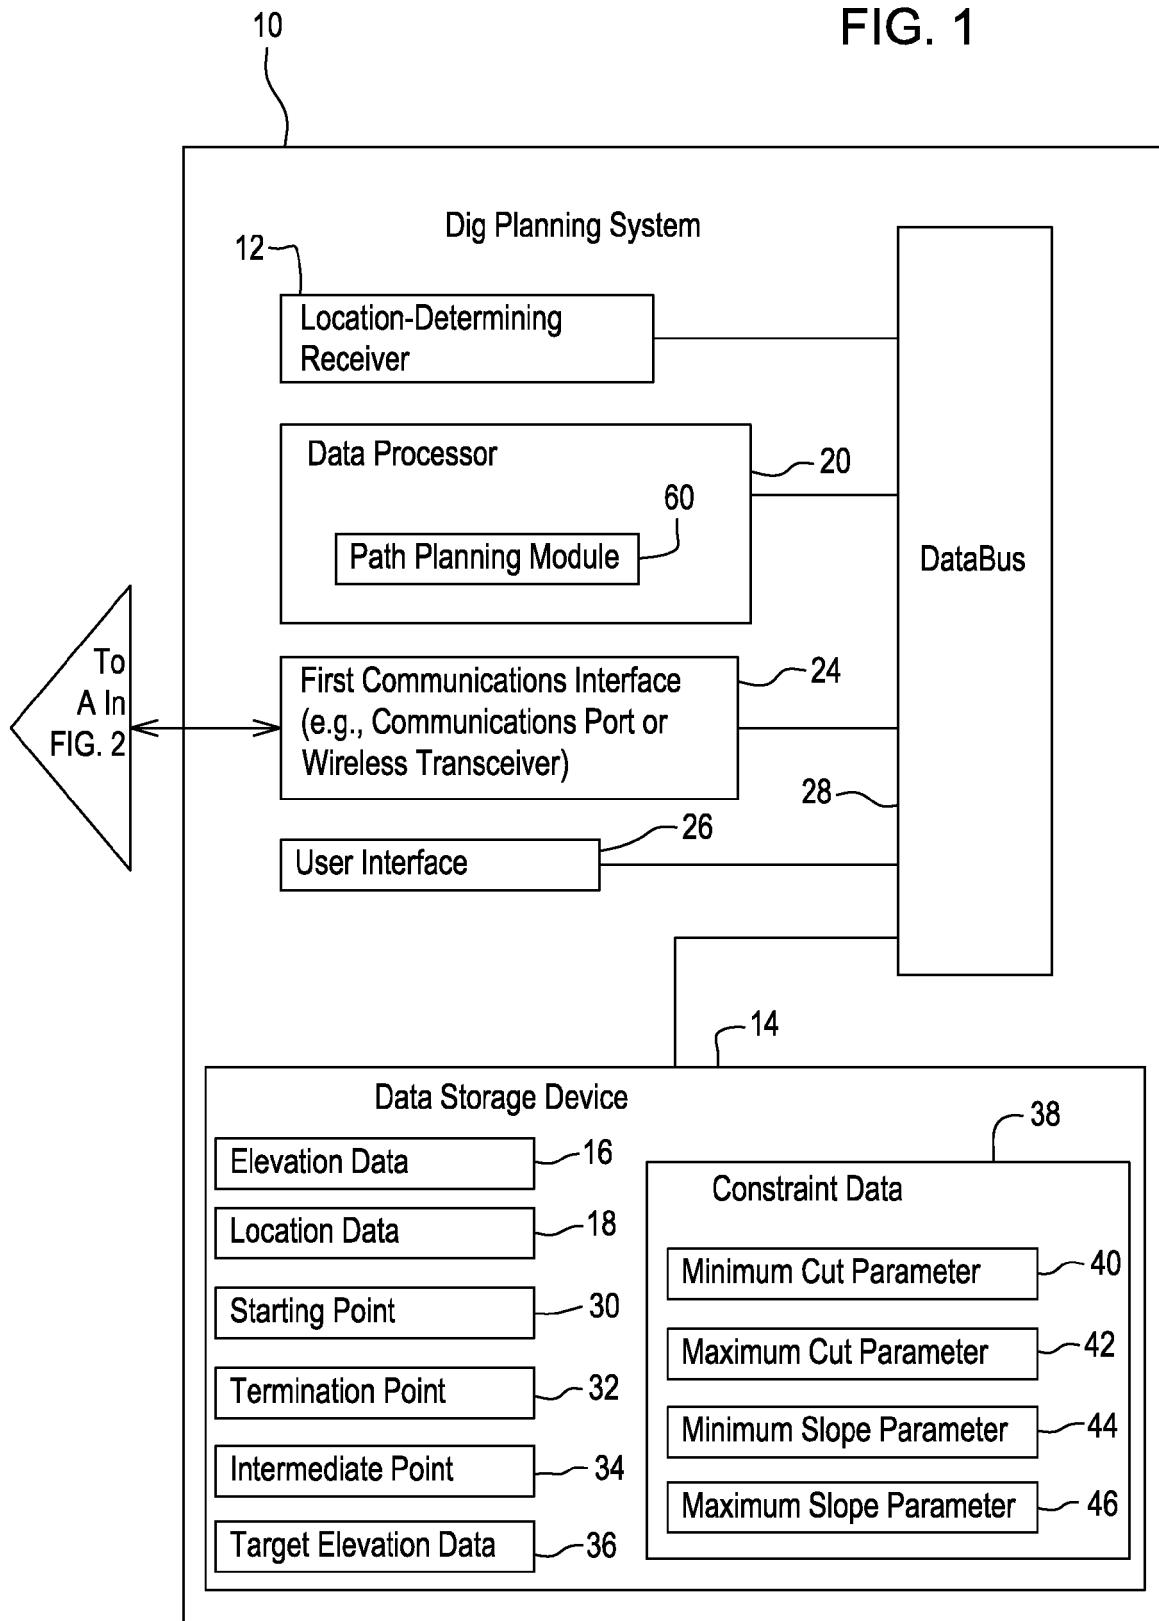 FIG. 1
10
Dig Planning System
12
Location-Determining
Receiver
Data Processor
20
60
Path Planning Module
DataBus
To
A In
FIG. 2
First Communications Interface
(e.g., Communications Port or
Wireless Transceiver)
24
28
26
User Interface
14
Data Storage Device
38
Elevation Data
16
Constraint Data
Location Data
18
Minimum Cut Parameter
40
Starting Point
30
Maximum Cut Parameter
42
Termination Point
32
Minimum Slope Parameter
44
Intermediate Point
34
Maximum Slope Parameter
46
Target Elevation Data
36